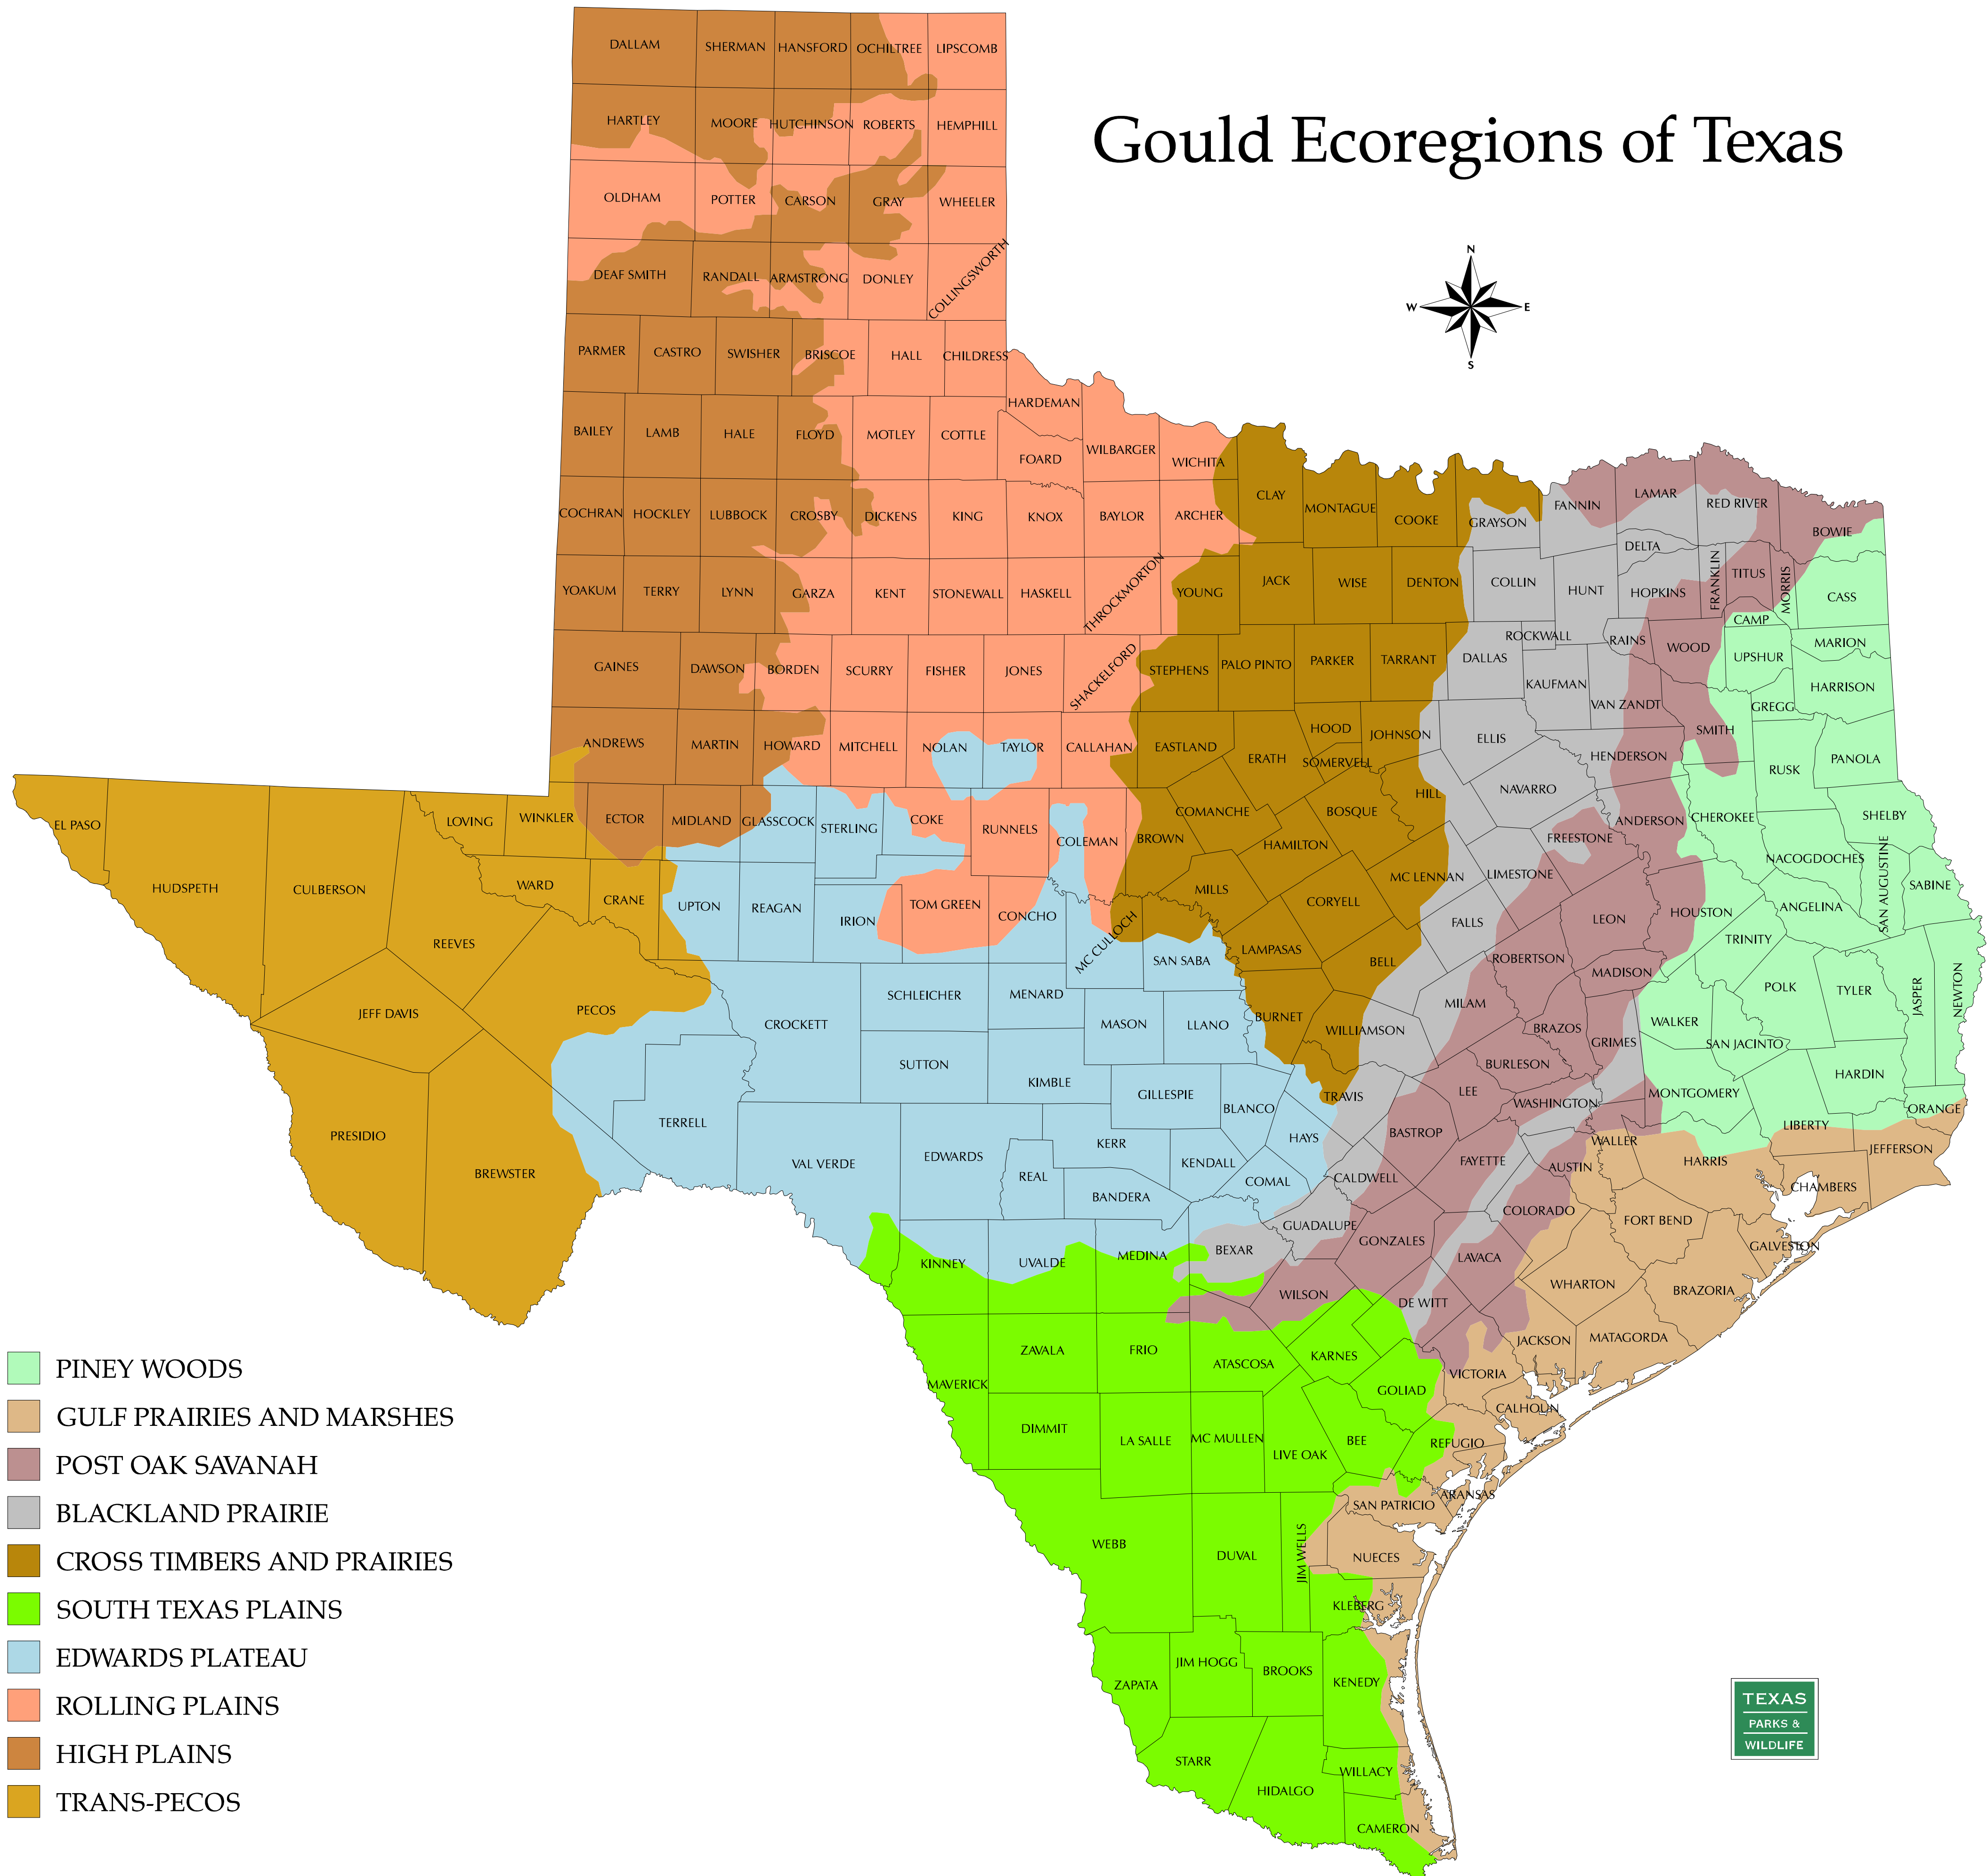 Gould Ecoregions of Texas
N
W E
S
DALLAM SHERMAN HANSFORD OCHILTREE LIPSCOMB
HARTLEY MOORE HUTCHINSON ROBERTS HEMPHILL
OLDHAM POTTER CARSON GRAY WHEELER
DEAF SMITH RANDALL ARMSTRONG DONLEY COLLINGSWORTH
PARMER CASTRO SWISHER BRISCOE HALL CHILDRESS
HARDEMAN
BAILEY LAMB HALE FLOYD MOTLEY COTTLE FOARD WILBARGER WICHITA
COCHRAN HOCKLEY LUBBOCK CROSBY DICKENS KING KNOX BAYLOR ARCHER CLAY MONTAGUE COOKE GRAYSON FANNIN LAMAR RED RIVER BOWIE
DELTA
YOAKUM TERRY LYNN GARZA KENT STONEWALL HASKELL THROCKMORTON YOUNG JACK WISE DENTON COLLIN HUNT HOPKINS FRANKLIN TITUS MORRIS CASS
ROCKWALL RAINS WOOD CAMP MARION
GAINES DAWSON BORDEN SCURRY FISHER JONES SHACKELFORD STEPHENS PALO PINTO PARKER TARRANT DALLAS KAUFMAN UPSHUR HARRISON
VAN ZANDT GREGG
ANDREWS MARTIN HOWARD MITCHELL NOLAN TAYLOR CALLAHAN EASTLAND ERATH HOOD JOHNSON ELLIS HENDERSON SMITH RUSK PANOLA
SOMERVELL
EL PASO LOVING WINKLER ECTOR MIDLAND GLASSCOCK STERLING COKE RUNNELS COLEMAN BROWN COMANCHE BOSQUE HILL NAVARRO FREESTONE ANDERSON CHEROKEE SHELBY
HAMILTON
HUDSPETH CULBERSON WARD CRANE UPTON REAGAN IRION TOM GREEN CONCHO MC CULLOCH MILLS CORYELL MC LENNAN LIMESTONE NACOGDOCHES SAN AUGUSTINE SABINE
REEVES LAMPASAS FALLS LEON HOUSTON ANGELINA
SAN SABA BELL ROBERTSON MADISON TRINITY
JEFF DAVIS PECOS CROCKETT SCHLEICHER MENARD MASON LLANO BURNET WILLIAMSON MILAM BRAZOS GRIMES WALKER POLK TYLER JASPER NEWTON
SAN JACINTO
SUTTON KIMBLE GILLESPIE BLANCO TRAVIS LEE BURLESON WASHINGTON MONTGOMERY HARDIN
LIBERTY ORANGE
PRESIDIO BREWSTER TERRELL VAL VERDE EDWARDS REAL KERR KENDALL HAYS BASTROP FAYETTE AUSTIN WALLER HARRIS JEFFERSON
BANDERA COMAL CALDWELL CHAMBERS
KINNEY UVALDE MEDINA BEXAR GUADALUPE GONZALES LAVACA COLORADO FORT BEND GALVESTON
WILSON DE WITT WHARTON BRAZORIA
MAVERICK ZAVALA FRIO ATASCOSA KARNES GOLIAD VICTORIA JACKSON MATAGORDA
DIMMIT LA SALLE MC MULLEN LIVE OAK BEE REFUGIO CALHOUN
SAN PATRICIO ARANSAS
WEBB DUVAL JIM WELLS NUECES
KLEBERG
ZAPATA JIM HOGG BROOKS KENEDY
STARR HIDALGO WILLACY
CAMERON
PINEY WOODS
GULF PRAIRIES AND MARSHES
POST OAK SAVANAH
BLACKLAND PRAIRIE
CROSS TIMBERS AND PRAIRIES
SOUTH TEXAS PLAINS
EDWARDS PLATEAU
ROLLING PLAINS
HIGH PLAINS
TRANS-PECOS
TEXAS
PARKS &
WILDLIFE